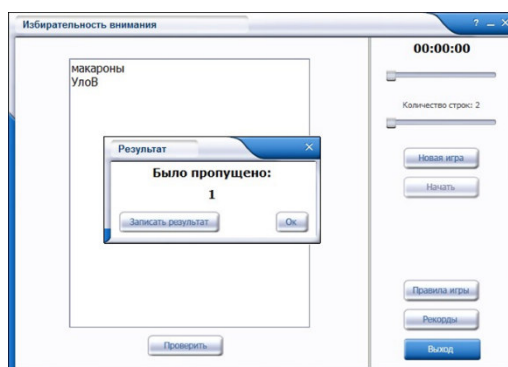 Избирательность внимания
? – ×
00:00:00
макароны
УлоВ
Количество строк: 2
Результат
×
Было пропущено:
1
Записать результат
Ок
Новая игра
Начать
Правила игры
Рекорды
Проверить
Выход